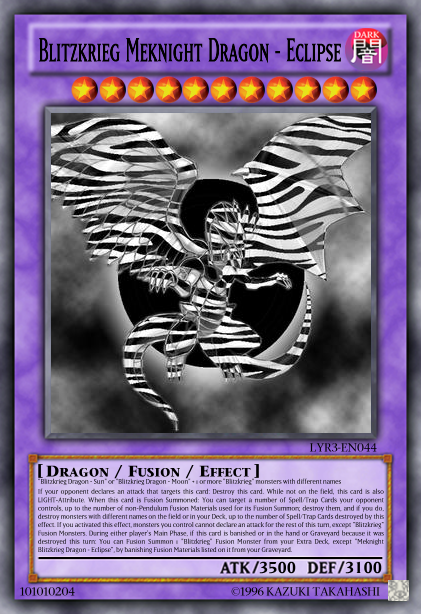 BLITZKRIEG MEKNIGHT DRAGON - ECLIPSE
DARK
闇
LYR3-EN044
[ DRAGON / FUSION / EFFECT ]
"Blitzkrieg Dragon - Sun" or "Blitzkrieg Dragon - Moon" + 1 or more "Blitzkrieg" monsters with different names
If your opponent declares an attack that targets this card: Destroy this card. While not on the field, this card is also
LIGHT-Attribute. When this card is Fusion Summoned: You can target a number of Spell/Trap Cards your opponent
controls, up to the number of non-Pendulum Fusion Materials used for its Fusion Summon; destroy them, and if you do,
destroy monsters with different names on the field or in your Deck, up to the number of Spell/Trap Cards destroyed by this
effect. If you activated this effect, monsters you control cannot declare an attack for the rest of this turn, except "Blitzkrieg"
Fusion Monsters. During either player's Main Phase, if this card is banished or in the hand or Graveyard because it was
destroyed this turn: You can Fusion Summon 1 "Blitzkrieg" Fusion Monster from your Extra Deck, except "Meknight
Blitzkrieg Dragon - Eclipse", by banishing Fusion Materials listed on it from your Graveyard.
ATK/3500 DEF/3100
101010204
©1996 KAZUKI TAKAHASHI